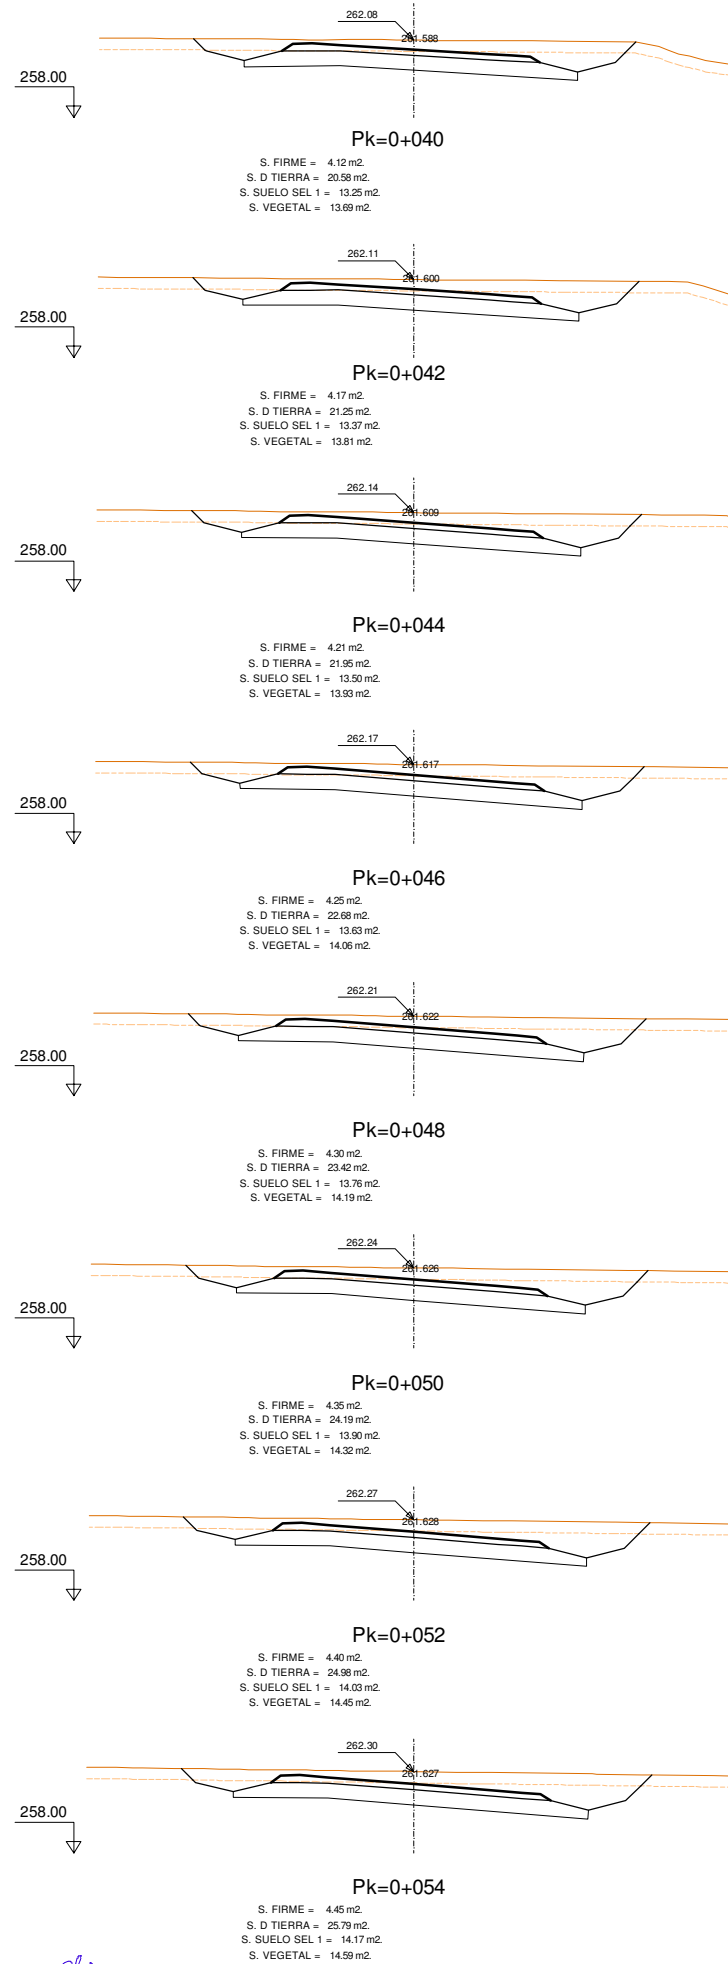 262.08
261.588
258.00
Pk=0+040
S. FIRME = 4.12 m2.
S. D TIERRA = 20.58 m2.
S. SUELO SEL 1 = 13.25 m2.
S. VEGETAL = 13.69 m2.
262.11
261.600
258.00
Pk=0+042
S. FIRME = 4.17 m2.
S. D TIERRA = 21.25 m2.
S. SUELO SEL 1 = 13.37 m2.
S. VEGETAL = 13.81 m2.
262.14
261.609
258.00
Pk=0+044
S. FIRME = 4.21 m2.
S. D TIERRA = 21.95 m2.
S. SUELO SEL 1 = 13.50 m2.
S. VEGETAL = 13.93 m2.
262.17
261.617
258.00
Pk=0+046
S. FIRME = 4.25 m2.
S. D TIERRA = 22.68 m2.
S. SUELO SEL 1 = 13.63 m2.
S. VEGETAL = 14.06 m2.
262.21
261.622
258.00
Pk=0+048
S. FIRME = 4.30 m2.
S. D TIERRA = 23.42 m2.
S. SUELO SEL 1 = 13.76 m2.
S. VEGETAL = 14.19 m2.
262.24
261.626
258.00
Pk=0+050
S. FIRME = 4.35 m2.
S. D TIERRA = 24.19 m2.
S. SUELO SEL 1 = 13.90 m2.
S. VEGETAL = 14.32 m2.
262.27
261.628
258.00
Pk=0+052
S. FIRME = 4.40 m2.
S. D TIERRA = 24.98 m2.
S. SUELO SEL 1 = 14.03 m2.
S. VEGETAL = 14.45 m2.
262.30
261.627
258.00
Pk=0+054
S. FIRME = 4.45 m2.
S. D TIERRA = 25.79 m2.
S. SUELO SEL 1 = 14.17 m2.
S. VEGETAL = 14.59 m2.